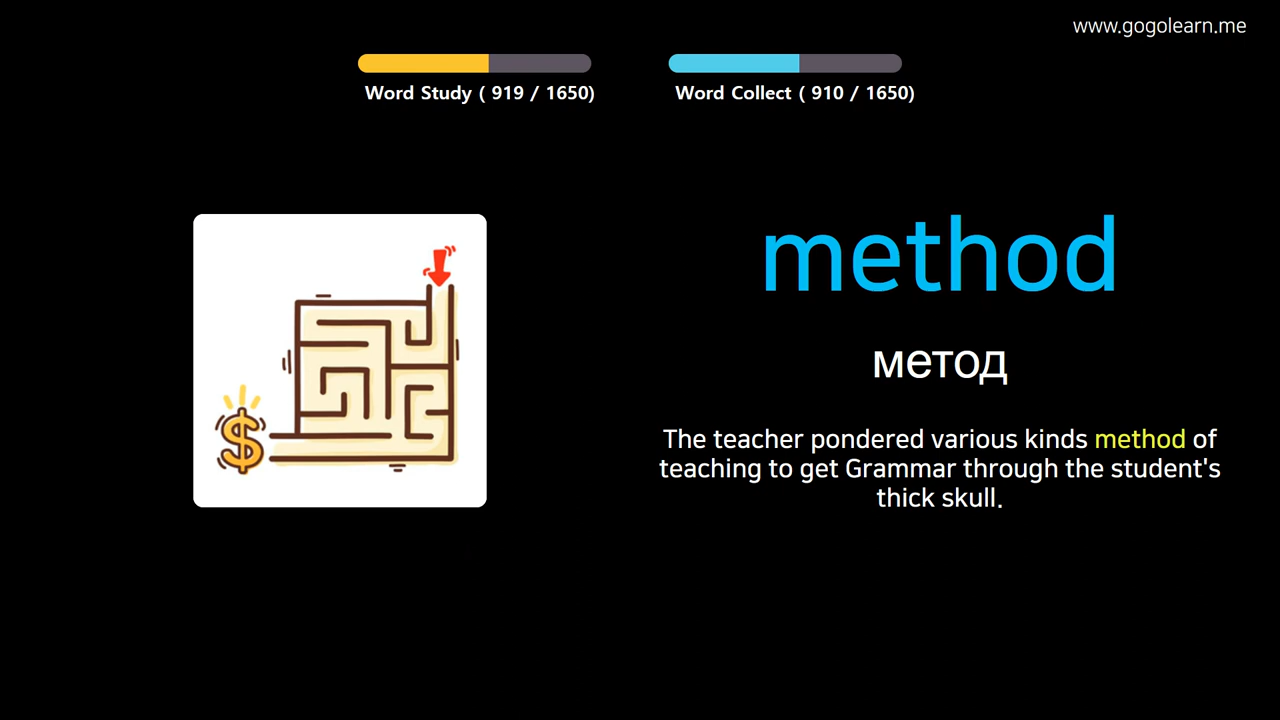 www.gogolearn.me
Word Study ( 919 / 1650)
Word Collect ( 910 / 1650)
method
метод
The teacher pondered various kinds method of
teaching to get Grammar through the student's
thick skull.